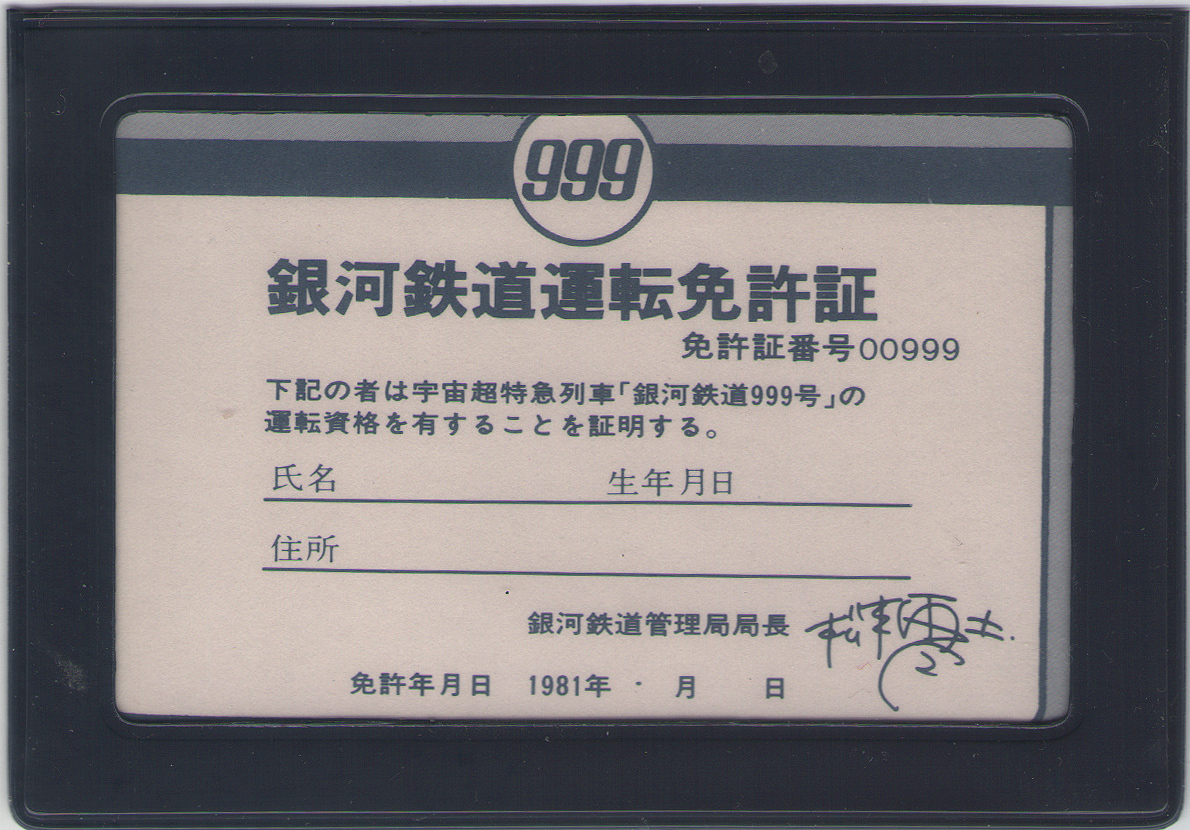 999
銀河鉄道運転免許証
免許証番号00999
下記の者は宇宙超特急列車「銀河鉄道999号」の
運転資格を有することを証明する。
氏名 生年月日
住所
銀河鉄道管理局局長 松本零士
免許年月日 1981年 月 日